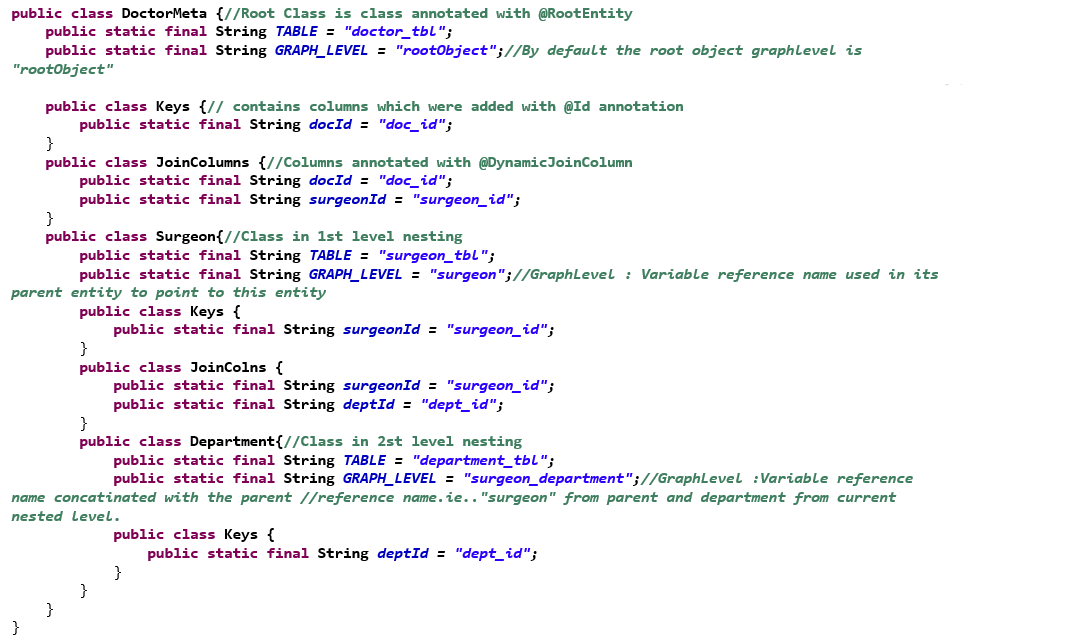 public class DoctorMeta {//Root Class is class annotated with @RootEntity
    public static final String TABLE = "doctor_tbl";
    public static final String GRAPH_LEVEL = "rootObject";//By default the root object graphlevel is
"rootObject"
    public class Keys {// contains columns which were added with @Id annotation
        public static final String docId = "doc_id";
    }
    public class JoinColumns {//Columns annotated with @DynamicJoinColumn
        public static final String docId = "doc_id";
        public static final String surgeonId = "surgeon_id";
    }
    public class Surgeon{//Class in 1st level nesting
        public static final String TABLE = "surgeon_tbl";
        public static final String GRAPH_LEVEL = "surgeon";//GraphLevel : Variable reference name used in its
parent entity to point to this entity
        public class Keys {
            public static final String surgeonId = "surgeon_id";
        }
        public class JoinColns {
            public static final String surgeonId = "surgeon_id";
            public static final String deptId = "dept_id";
        }
        public class Department{//Class in 2st level nesting
            public static final String TABLE = "department_tbl";
            public static final String GRAPH_LEVEL = "surgeon_department";//GraphLevel :Variable reference
name concatinated with the parent //reference name.ie.."surgeon" from parent and department from current
nested level.
            public class Keys {
                public static final String deptId = "dept_id";
            }
        }
    }
}